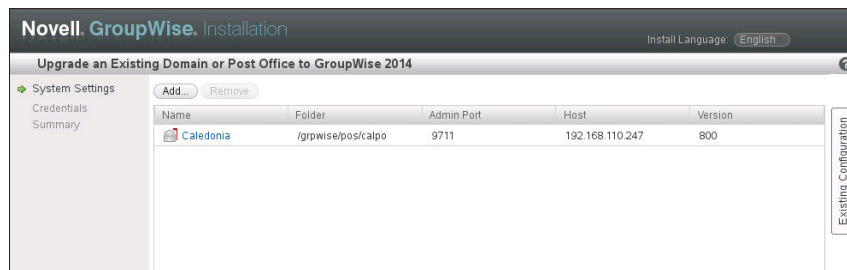 Novell. GroupWise. Installation
Install Language: English
Upgrade an Existing Domain or Post Office to GroupWise 2014
?
System Settings
Credentials
Summary
Add... Remove
Name Folder Admin Port Host Version
Caledonia /grpwise/pos/calpo 9711 192.168.110.247 800
Existing Configuration